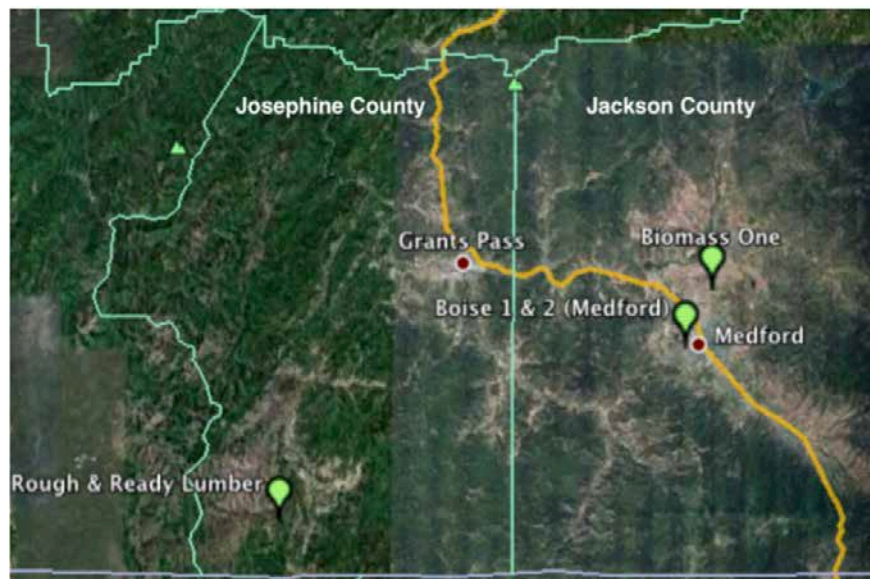 Josephine County
Jackson County
Grants Pass
Biomass One
Boise 1 & 2 (Medford)
Medford
Rough & Ready Lumber